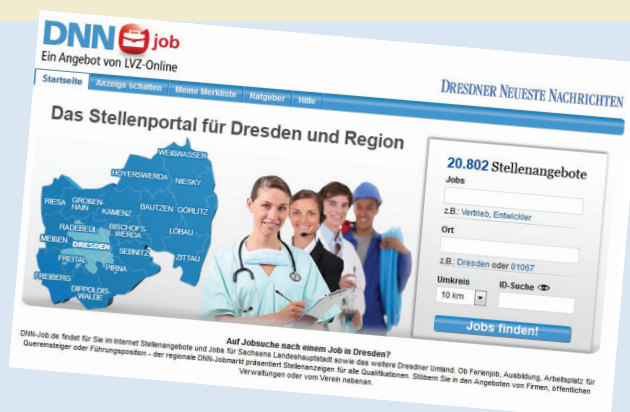 DNN job
Ein Angebot von LVZ-Online
DRESDNER NEUESTE NACHRICHTEN
Startseite Anzeige schalten Meine Merkliste Ratgeber Hilfe
Das Stellenportal für Dresden und Region
WEIßWASSER
HOYERSWERDA NIESKY
RIESA GROßEN-
HAIN KAMENZ BAUTZEN GÖRLITZ
RADEBEUL BISCHOFS-
WERDA LÖBAU
MEIßEN DRESDEN SEBNITZ
FREITAL PIRNA ZITTAU
FREIBERG
DIPPOLDIS-
WALDE
20.802 Stellenangebote
Jobs
z.B.: Vertrieb, Entwickler
Ort
z.B.: Dresden oder 01067
Umkreis ID-Suche
10 km
Jobs finden!
Auf Jobsuche nach einem Job in Dresden?
DNN-Job.de findet für Sie im Internet Stellenangebote und Jobs für Sachsens Landeshauptstadt sowie das weitere Dresdner Umland. Ob Ferienjob, Ausbildung, Arbeitsplatz für
Quereinsteiger oder Führungsposition - der regionale DNN-Jobmarkt präsentiert Stellenanzeigen für alle Qualifikationen. Stöbern Sie in den Angeboten von Firmen, öffentlichen
Verwaltungen oder vom Verein nebenan.